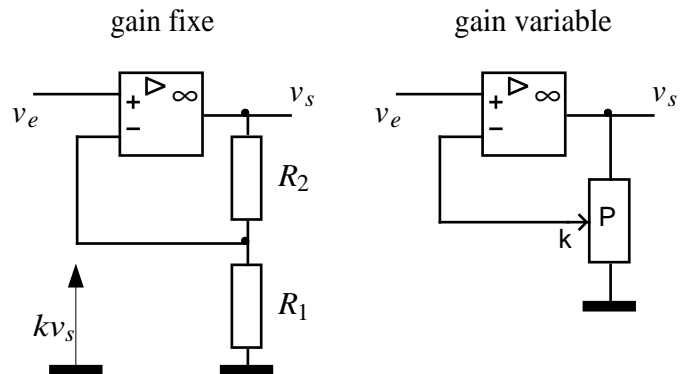 gain fixe
gain variable
▷ ∞
+
−
v_e
v_s
R_2
R_1
kv_s
▷ ∞
+
−
v_e
v_s
P
k